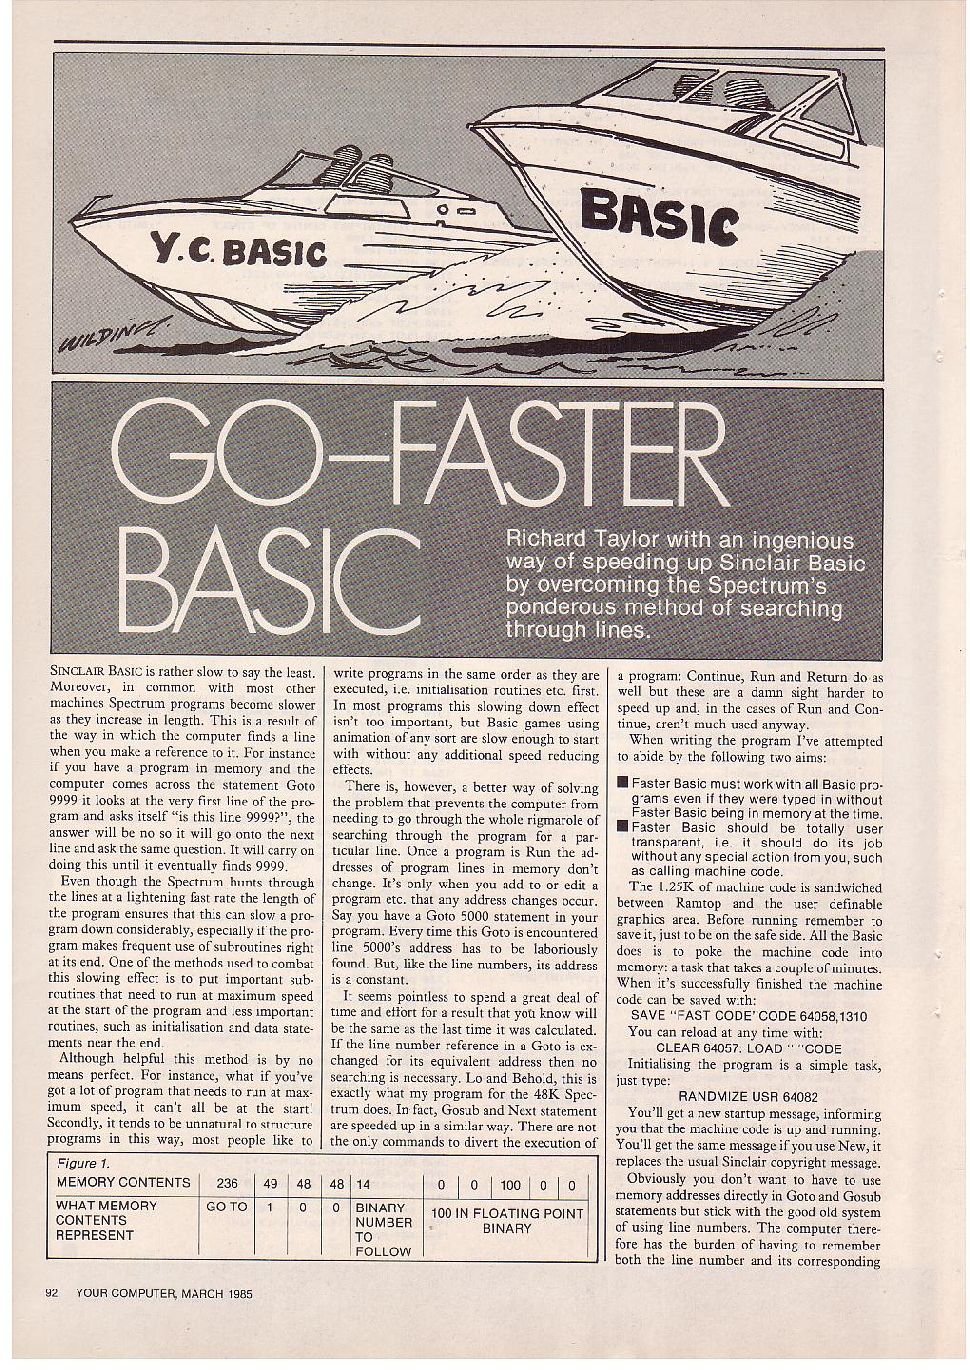 Y.C. BASIC
BASIC
WILDING
GO-FASTER
BASIC
Richard Taylor with an ingenious
way of speeding up Sinclair Basic
by overcoming the Spectrum's
ponderous method of searching
through lines.
SINCLAIR BASIC is rather slow to say the least.
Moreover, in common with most other
machines Spectrum programs become slower
as they increase in length. This is a result of
the way in which the computer finds a line
when you make a reference to it. For instance
if you have a program in memory and the
computer comes across the statement Goto
9999 it looks at the very first line of the pro-
gram and asks itself "is this line 9999?", the
answer will be no so it will go onto the next
line and ask the same question. It will carry on
doing this until it eventually finds 9999.
Even though the Spectrum hunts through
the lines at a lightening fast rate the length of
the program ensures that this can slow a pro-
gram down considerably, especially if the pro-
gram makes frequent use of subroutines right
at its end. One of the methods used to combat
this slowing effect is to put important sub-
routines that need to run at maximum speed
at the start of the program and less important
routines, such as initialisation and data state-
ments near the end.
Although helpful this method is by no
means perfect. For instance, what if you've
got a lot of program that needs to run at max-
imum speed, it can't all be at the start!
Secondly, it tends to be unnatural to structure
programs in this way, most people like to
write programs in the same order as they are
executed, i.e. initialisation routines etc. first.
In most programs this slowing down effect
isn't too important, but Basic games using
animation of any sort are slow enough to start
with without any additional speed reducing
effects.
There is, however, a better way of solving
the problem that prevents the computer from
needing to go through the whole rigmarole of
searching through the program for a par-
ticular line. Once a program is Run the ad-
dresses of program lines in memory don't
change. It's only when you add to or edit a
program etc. that any address changes occur.
Say you have a Goto 5000 statement in your
program. Every time this Goto is encountered
line 5000's address has to be laboriously
found. But, like the line numbers, its address
is a constant.
It seems pointless to spend a great deal of
time and effort for a result that you know will
be the same as the last time it was calculated.
If the line number reference in a Goto is ex-
changed for its equivalent address then no
searching is necessary. Lo and Behold, this is
exactly what my program for the 48K Spec-
trum does. In fact, Gosub and Next statement
are speeded up in a similar way. There are not
the only commands to divert the execution of
a program: Continue, Run and Return do as
well but these are a damn sight harder to
speed up and, in the cases of Run and Con-
tinue, aren't much used anyway.
When writing the program I've attempted
to abide by the following two aims:
■ Faster Basic must work with all Basic pro-
grams even if they were typed in without
Faster Basic being in memory at the time.
■ Faster Basic should be totally user
transparent, i.e. it should do its job
without any special action from you, such
as calling machine code.
The 1.25K of machine code is sandwiched
between Ramtop and the user definable
graphics area. Before running remember to
save it, just to be on the safe side. All the Basic
does is to poke the machine code into
memory: a task that takes a couple of minutes.
When it's successfully finished the machine
code can be saved with:
SAVE "FAST CODE' CODE 64058,1310
You can reload at any time with:
CLEAR 64057. LOAD " "CODE
Initialising the program is a simple task,
just type:
RANDMIZE USR 64082
You'll get a new startup message, informing
you that the machine code is up and running.
You'll get the same message if you use New, it
replaces the usual Sinclair copyright message.
Obviously you don't want to have to use
memory addresses directly in Goto and Gosub
statements but stick with the good old system
of using line numbers. The computer there-
fore has the burden of having to remember
both the line number and its corresponding
Figure 1.
MEMORY CONTENTS 236 49 48 48 14 0 0 100 0 0
WHAT MEMORY CONTENTS REPRESENT GO TO 1 0 0 BINARY NUMBER TO FOLLOW 100 IN FLOATING POINT BINARY
92 YOUR COMPUTER, MARCH 1985